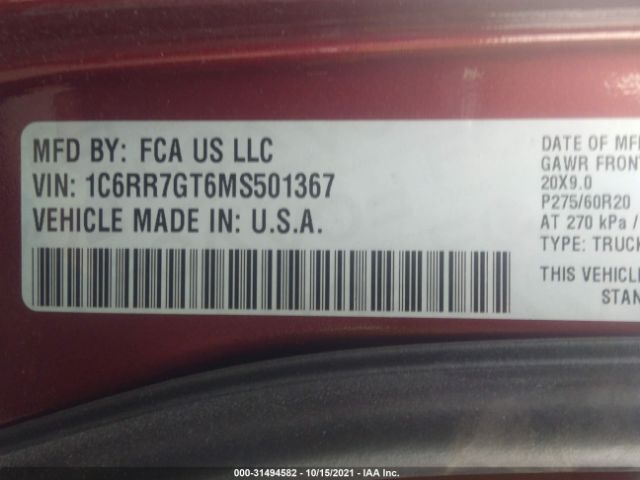 MFD BY: FCA US LLC
VIN: 1C6RR7GT6MS501367
VEHICLE MADE IN: U.S.A.
DATE OF MF
GAWR FRONT
20X9.0
P275/60R20
AT 270 kPa /
TYPE: TRUCK
THIS VEHICLE
STAN
000-31494582 - 10/15/2021 - IAA Inc.